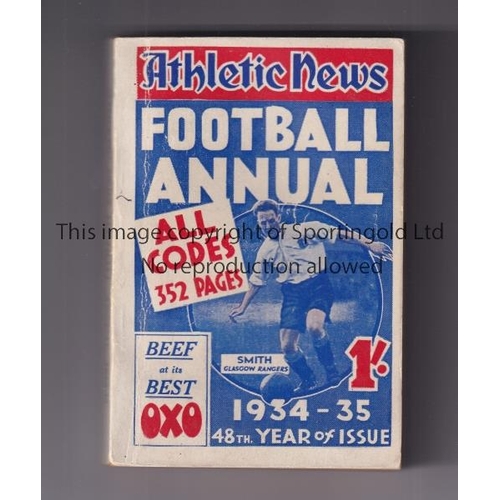 Athletic News
FOOTBALL
ANNUAL
ALL
CODES
352 PAGES
This image copyright of Sportingold Ltd
No reproduction allowed
SMITH
GLASGOW RANGERS
BEEF
at its
BEST
OXO
1/-
1934-35
48TH. YEAR OF ISSUE